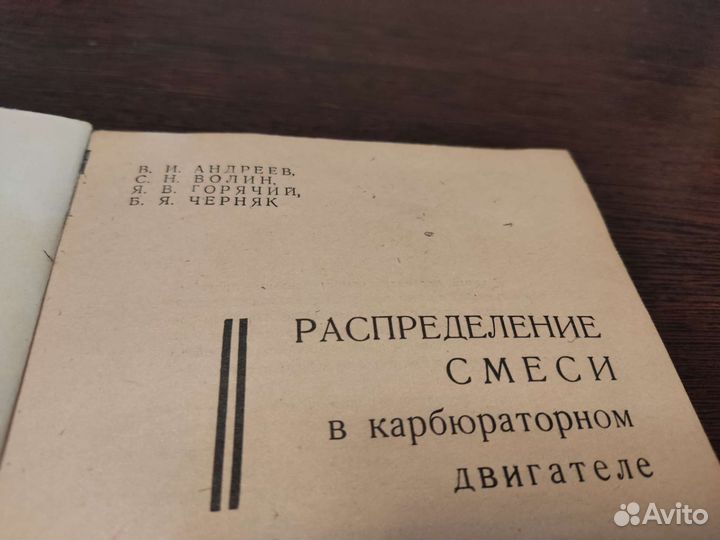 В. И. АНДРЕЕВ,
С. Н. ВОЛИН,
Я. В. ГОРЯЧИЙ,
Б. Я. ЧЕРНЯК
РАСПРЕДЕЛЕНИЕ
СМЕСИ
в карбюраторном
двигателе
Avito